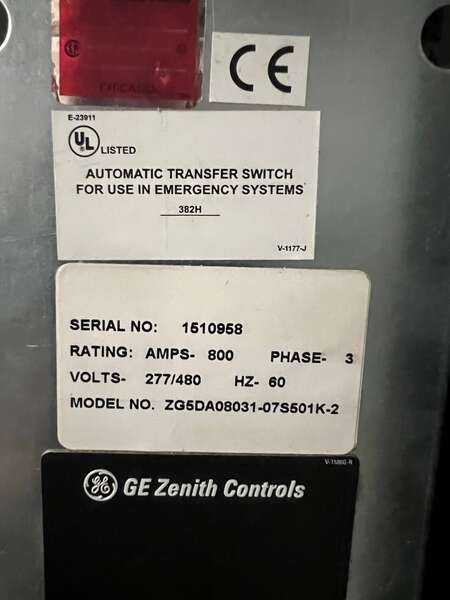 CE
E-23911
UL LISTED
AUTOMATIC TRANSFER SWITCH
FOR USE IN EMERGENCY SYSTEMS
382H
V-1177-J
SERIAL NO: 1510958
RATING: AMPS- 800 PHASE- 3
VOLTS- 277/480 HZ- 60
MODEL NO. ZG5DA08031-07S501K-2
GE Zenith Controls